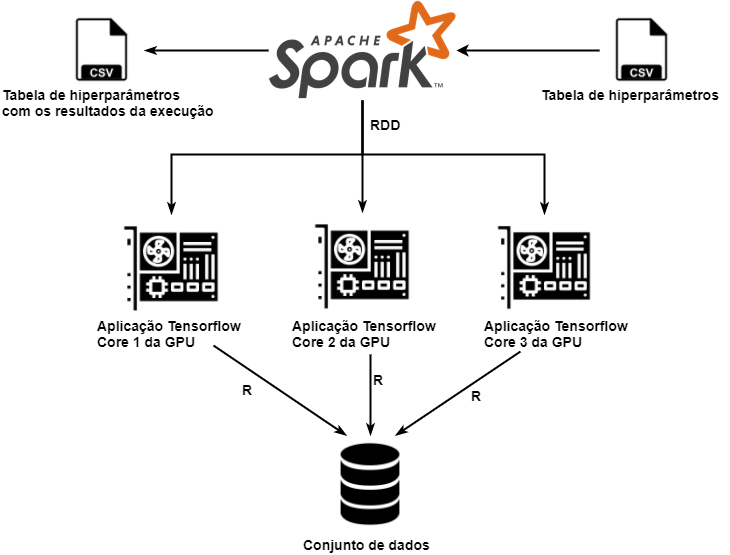 APACHE
Spark™
CSV
CSV
Tabela de hiperparâmetros
com os resultados da execução
Tabela de hiperparâmetros
RDD
Aplicação Tensorflow
Core 1 da GPU
Aplicação Tensorflow
Core 2 da GPU
Aplicação Tensorflow
Core 3 da GPU
R
R
R
Conjunto de dados